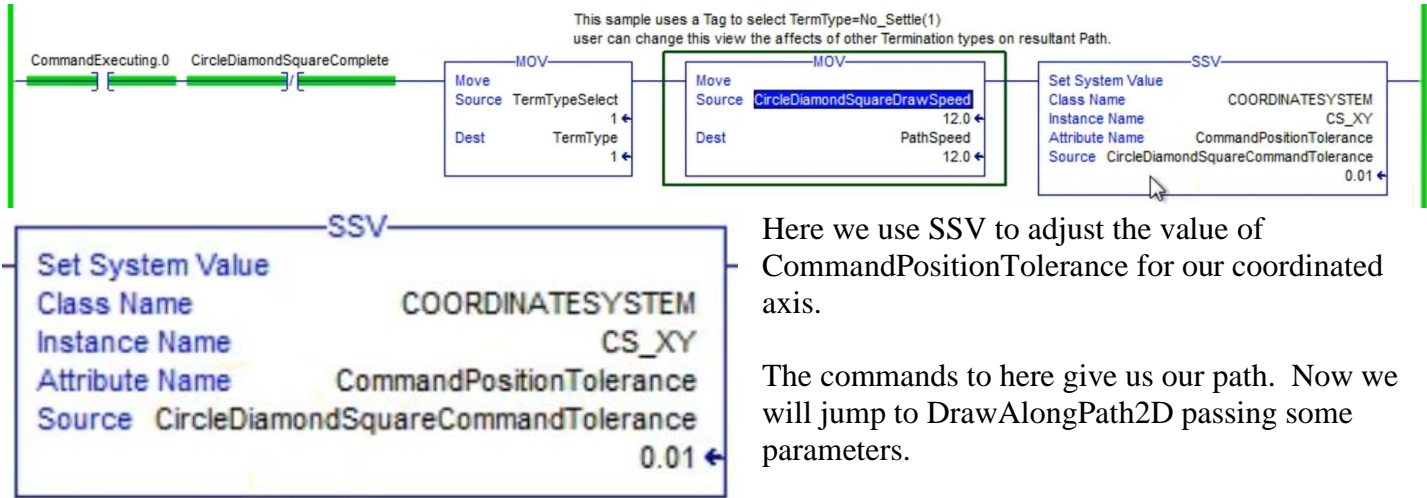 This sample uses a Tag to select TermType=No_Settle(1)
user can change this view the affects of other Termination types on resultant Path.
CommandExecuting.0 CircleDiamondSquareComplete
MOV
Move
Source TermTypeSelect
1
Dest TermType
1
MOV
Move
Source CircleDiamondSquareDrawSpeed
12.0
Dest PathSpeed
12.0
SSV
Set System Value
Class Name COORDINATESYSTEM
Instance Name CS_XY
Attribute Name CommandPositionTolerance
Source CircleDiamondSquareCommandTolerance
0.01
SSV
Set System Value
Class Name COORDINATESYSTEM
Instance Name CS_XY
Attribute Name CommandPositionTolerance
Source CircleDiamondSquareCommandTolerance
0.01
Here we use SSV to adjust the value of
CommandPositionTolerance for our coordinated
axis.
The commands to here give us our path. Now we
will jump to DrawAlongPath2D passing some
parameters.